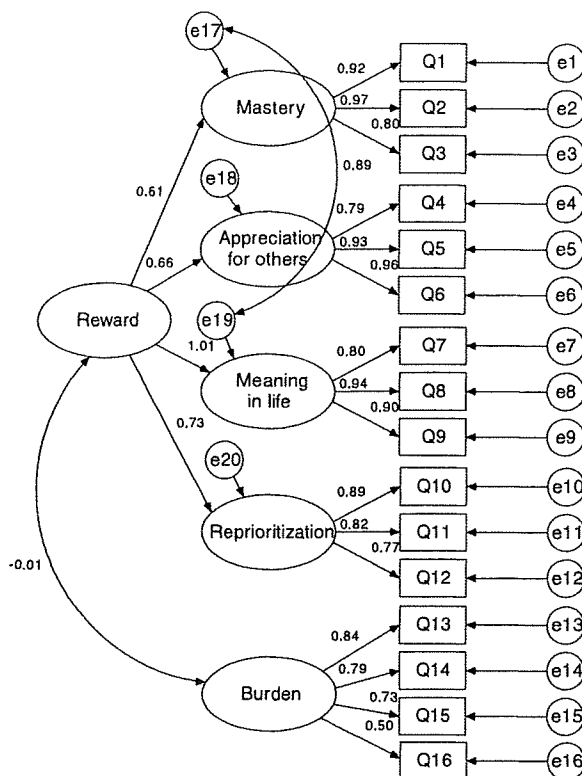 e17
0.92
Q1
e1
Mastery
0.97
Q2
e2
0.80
Q3
e3
0.89
0.61
e18
0.79
Q4
e4
Appreciation
for others
0.93
Q5
e5
0.66
0.96
Q6
e6
Reward
e19
1.01
0.80
Q7
e7
Meaning
in life
0.94
Q8
e8
0.90
Q9
e9
0.73
e20
0.89
Q10
e10
Reprioritization
0.82
Q11
e11
0.77
Q12
e12
-0.01
0.84
Q13
e13
0.79
Q14
e14
Burden
0.73
Q15
e15
0.50
Q16
e16